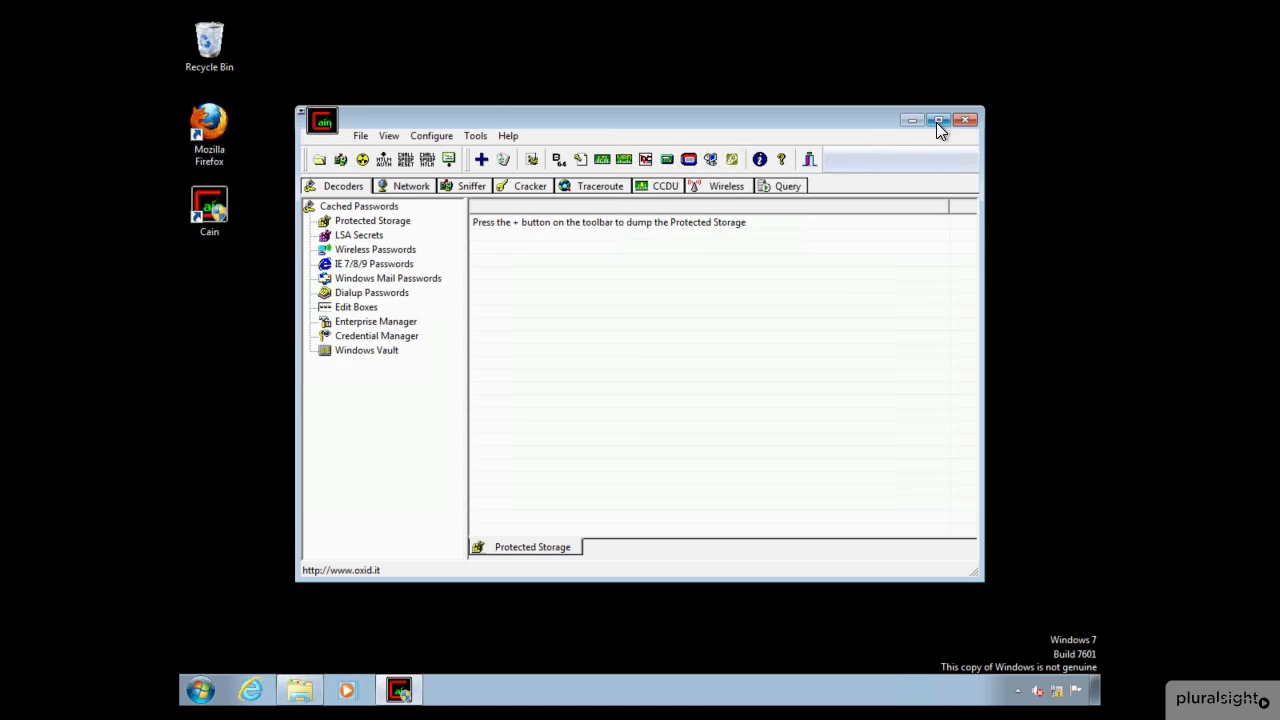 Recycle Bin
Mozilla
Firefox
Cain
File View Configure Tools Help
Decoders Network Sniffer Cracker Traceroute CCDU Wireless Query
Cached Passwords
Protected Storage
LSA Secrets
Wireless Passwords
IE 7/8/9 Passwords
Windows Mail Passwords
Dialup Passwords
Edit Boxes
Enterprise Manager
Credential Manager
Windows Vault
Press the + button on the toolbar to dump the Protected Storage
Protected Storage
http://www.oxid.it
Windows 7
Build 7601
This copy of Windows is not genuine
pluralsight